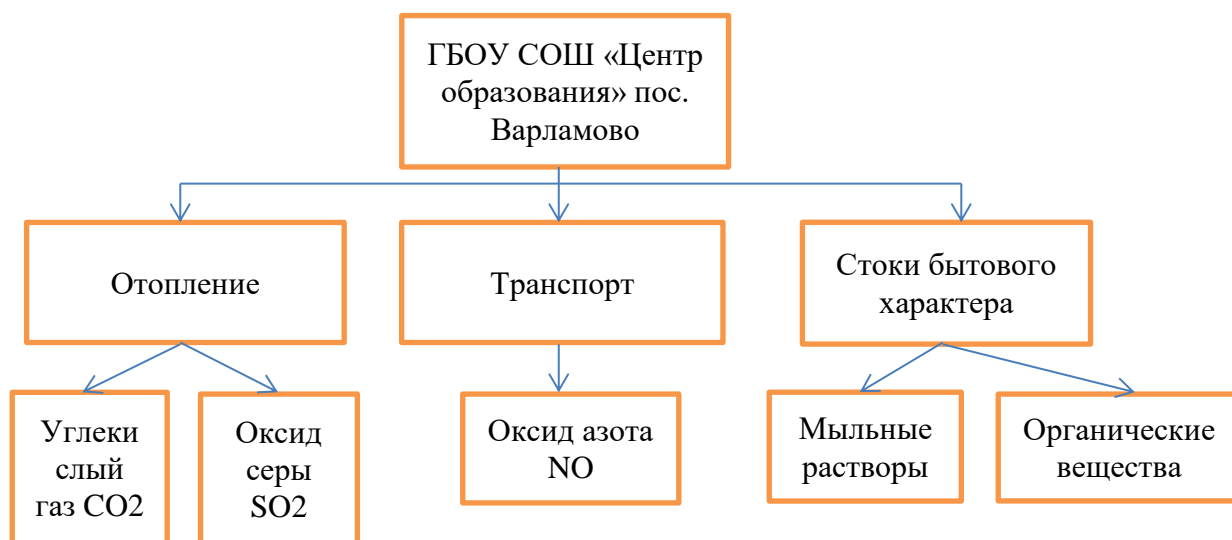 ГБОУ СОШ «Центр
образования» пос.
Варламово
Отопление
Транспорт
Стоки бытового
характера
Углеки
слый
газ CO2
Оксид
серы
SO2
Оксид азота
NO
Мыльные
растворы
Органические
вещества